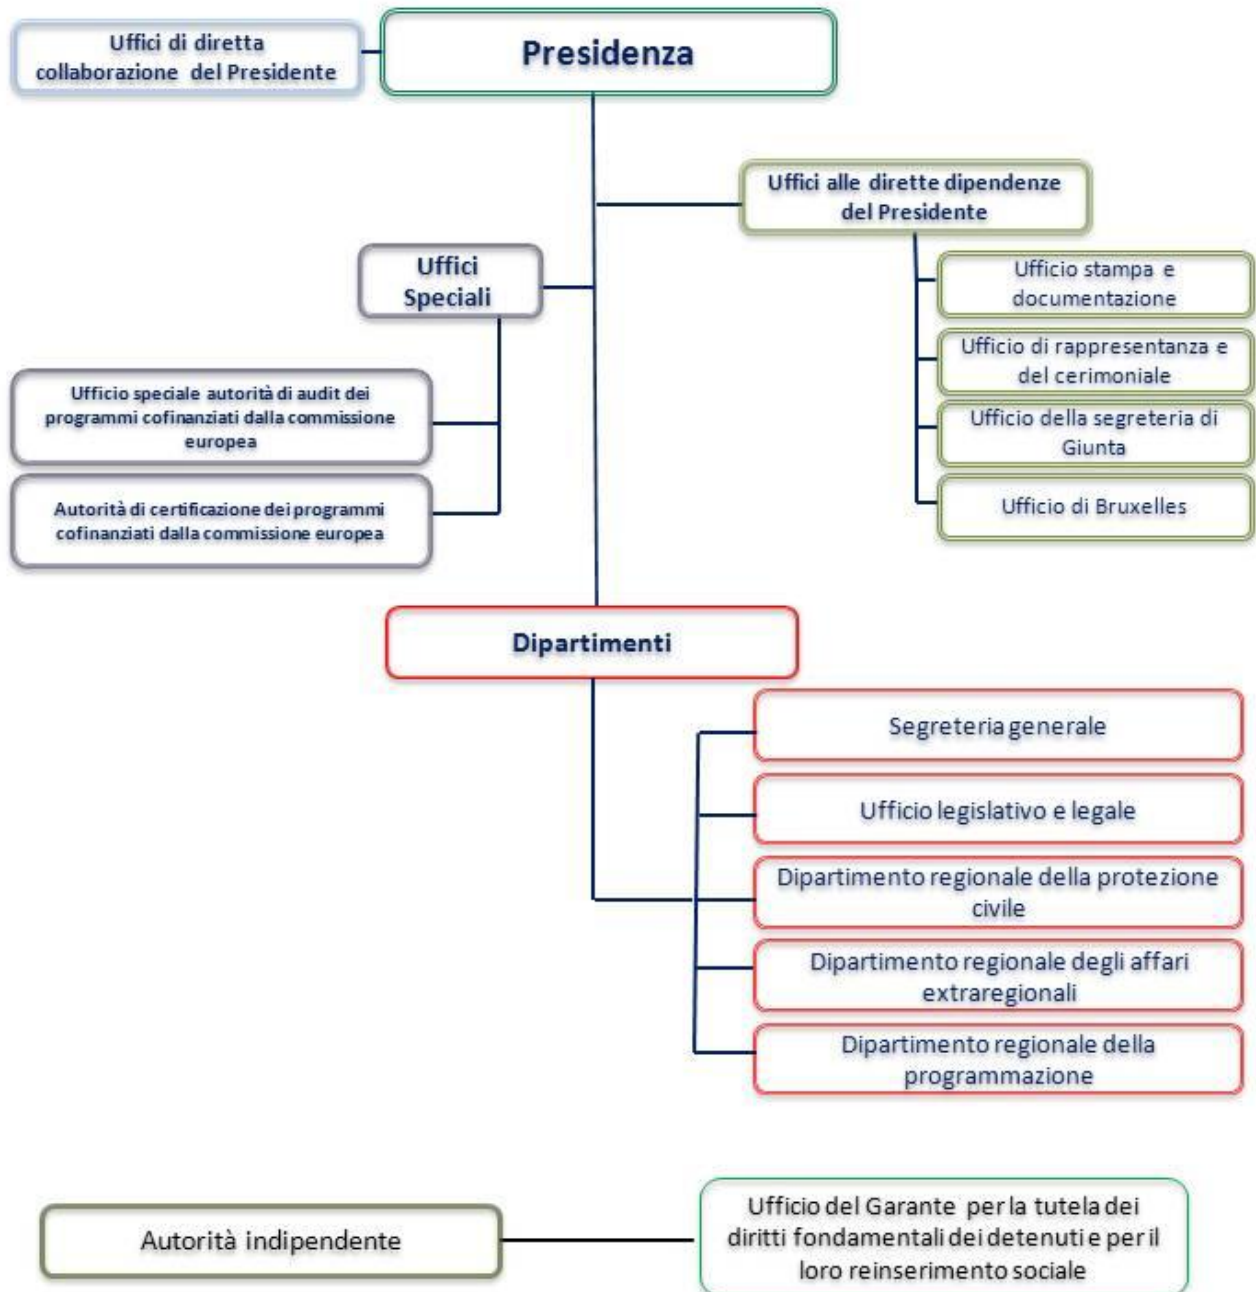 Uffici di diretta
collaborazione del Presidente
Presidenza
Uffici alle dirette dipendenze
del Presidente
Uffici
Speciali
Ufficio stampa e
documentazione
Ufficio di rappresentanza e
del cerimoniale
Ufficio della segreteria di
Giunta
Ufficio di Bruxelles
Ufficio speciale autorità di audit dei
programmi cofinanziati dalla commissione
europea
Autorità di certificazione dei programmi
cofinanziati dalla commissione europea
Dipartimenti
Segreteria generale
Ufficio legislativo e legale
Dipartimento regionale della protezione
civile
Dipartimento regionale degli affari
extraregionali
Dipartimento regionale della
programmazione
Autorità indipendente
Ufficio del Garante per la tutela dei
diritti fondamentali dei detenuti e per il
loro reinserimento sociale